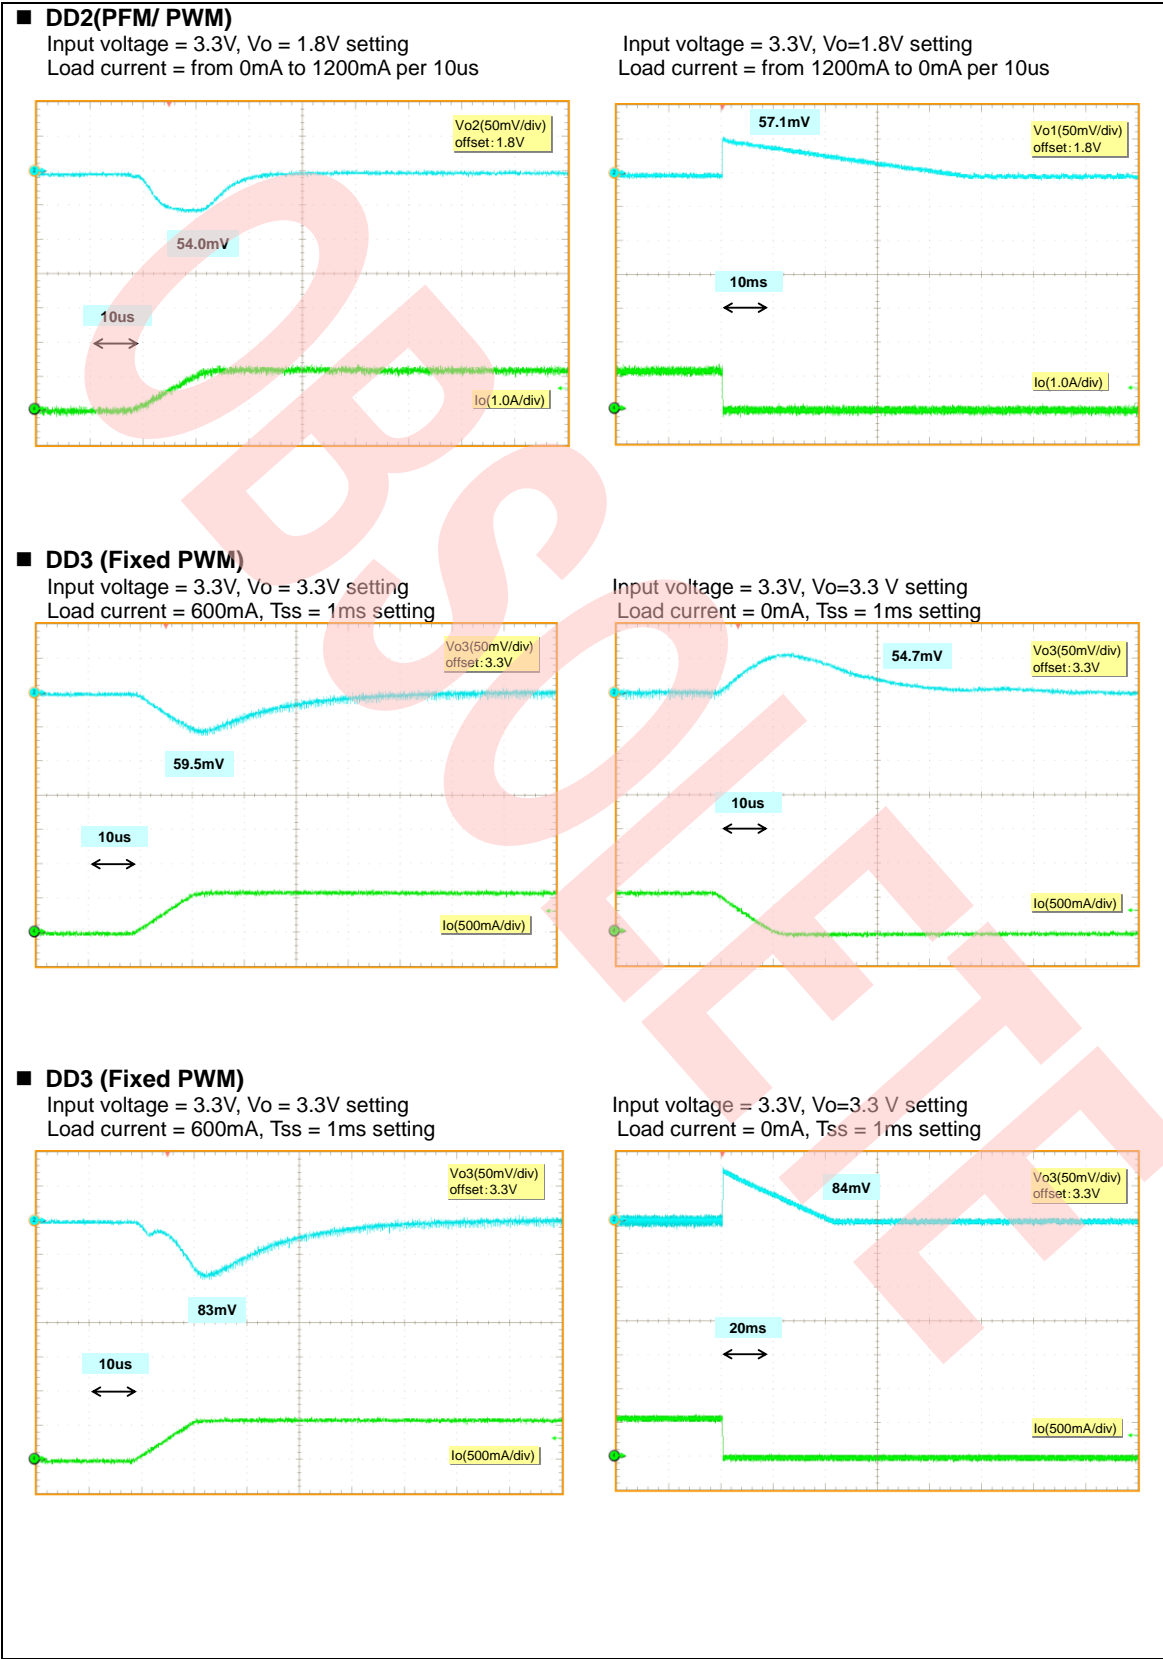 ■ DD2(PFM/ PWM)
Input voltage = 3.3V, Vo = 1.8V setting
Load current = from 0mA to 1200mA per 10us
Input voltage = 3.3V, Vo=1.8V setting
Load current = from 1200mA to 0mA per 10us
Vo2(50mV/div)
offset:1.8V
54.0mV
10us
Io(1.0A/div)
57.1mV
Vo1(50mV/div)
offset:1.8V
10ms
Io(1.0A/div)
■ DD3 (Fixed PWM)
Input voltage = 3.3V, Vo = 3.3V setting
Load current = 600mA, Tss = 1ms setting
Input voltage = 3.3V, Vo=3.3 V setting
Load current = 0mA, Tss = 1ms setting
Vo3(50mV/div)
offset:3.3V
59.5mV
10us
Io(500mA/div)
54.7mV
Vo3(50mV/div)
offset:3.3V
10us
Io(500mA/div)
■ DD3 (Fixed PWM)
Input voltage = 3.3V, Vo = 3.3V setting
Load current = 600mA, Tss = 1ms setting
Input voltage = 3.3V, Vo=3.3 V setting
Load current = 0mA, Tss = 1ms setting
Vo3(50mV/div)
offset:3.3V
83mV
10us
Io(500mA/div)
84mV
Vo3(50mV/div)
offset:3.3V
20ms
Io(500mA/div)
OBSOLETE